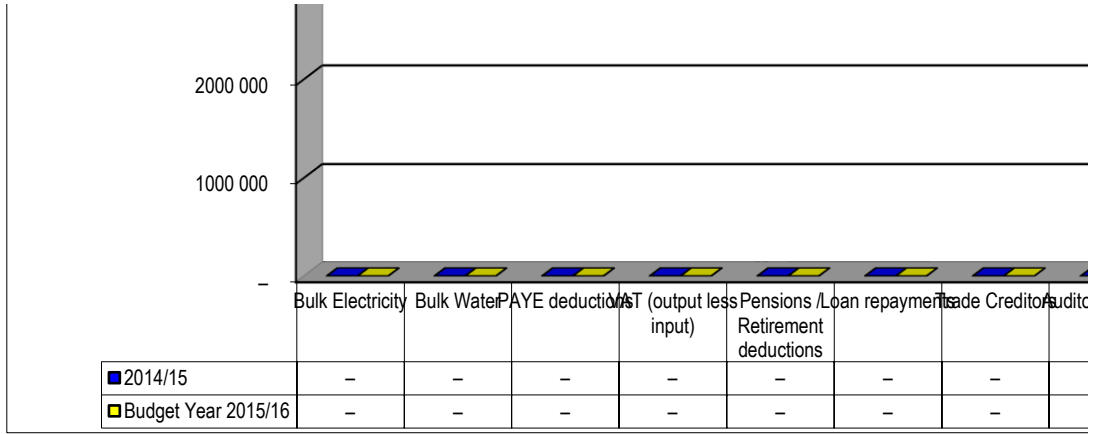 2000 000
1000 000
–
Bulk Electricity Bulk Water PAYE deductions VAT (output less Pensions / Loan repayments Trade Creditors Audito
input) Retirement
deductions
2014/15 – – – – – – –
Budget Year 2015/16 – – – – – – –